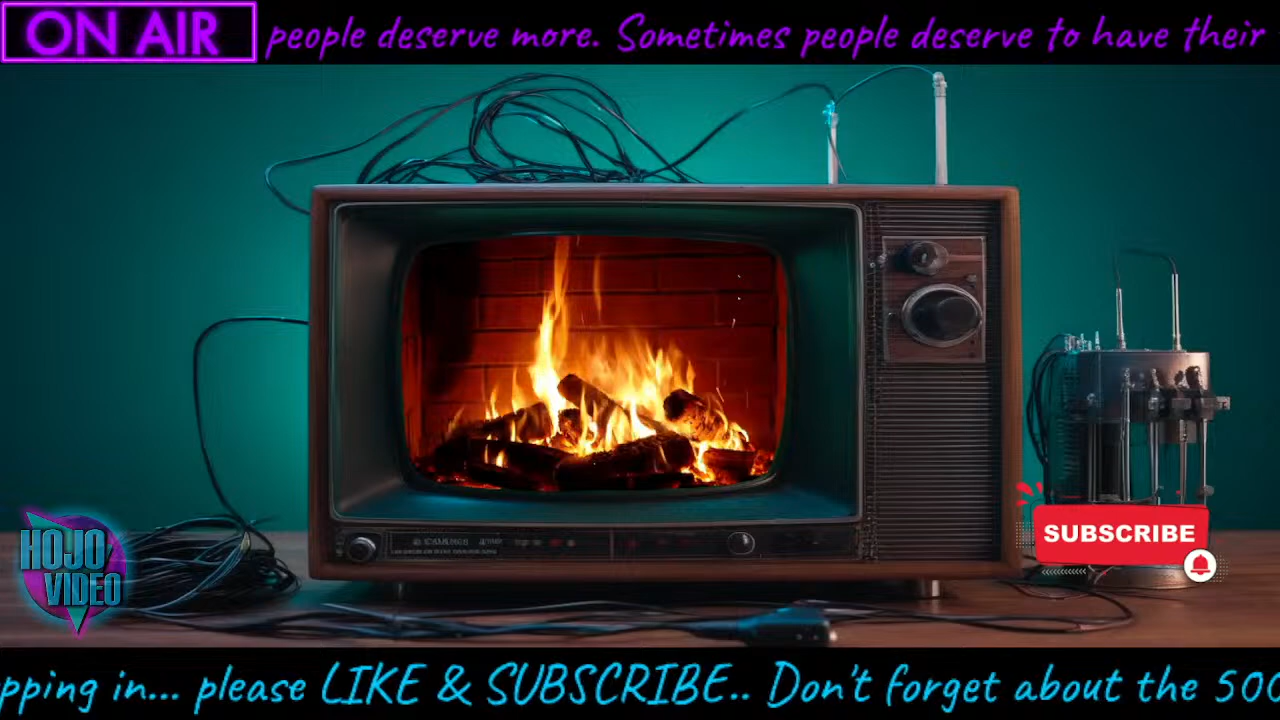 ON AIR
people deserve more. Sometimes people deserve to have their
HOJO
VIDEO
SUBSCRIBE
pping in... please LIKE & SUBSCRIBE.. Don't forget about the 500